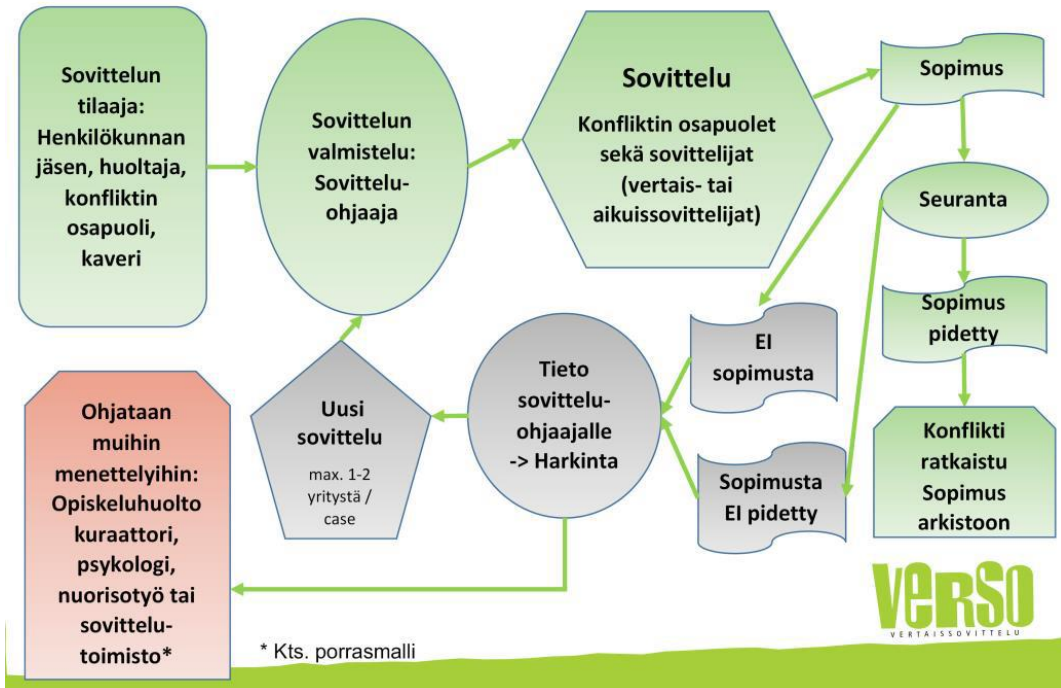 Sovittelun
tilaaja:
Henkilökunnan
jäsen, huoltaja,
konfliktin
osapuoli,
kaveri
Sovittelun
valmistelu:
Sovittelu-
ohjaaja
Sovittelu
Konfliktin osapuolet
sekä sovittelijat
(vertais- tai
aikuissovittelijat)
Sopimus
Seuranta
Sopimus
pidetty
Konflikti
ratkaistu
Sopimus
arkistoon
EI
sopimusta
Sopimusta
EI pidetty
Tieto
sovittelu-
ohjaajalle
-> Harkinta
Uusi
sovittelu
max. 1-2
yritystä /
case
Ohjataan
muihin
menettelyihin:
Opiskeluhuolto
kuraattori,
psykologi,
nuorisotyö tai
sovittelu-
toimisto*
* Kts. porrasmalli
VERSO
VERTAISSOVITTELU